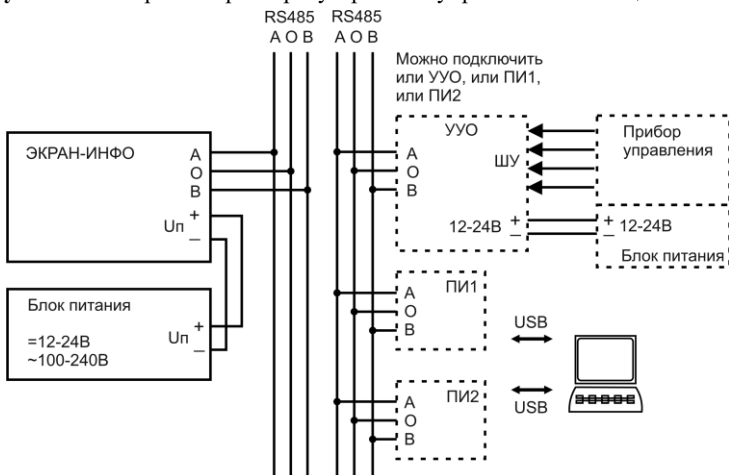 RS485 RS485
А О В А О В
Можно подключить
или УУО, или ПИ1,
или ПИ2
ЭКРАН-ИНФО
А
О
В
Uп
+
–
Блок питания
=12-24В
~100-240В
Uп
+
–
УУО
А
О
В
ШУ
12-24В
+
–
Прибор
управления
+ 12-24В
–
Блок питания
ПИ1
А
О
В
USB
ПИ2
А
О
В
USB